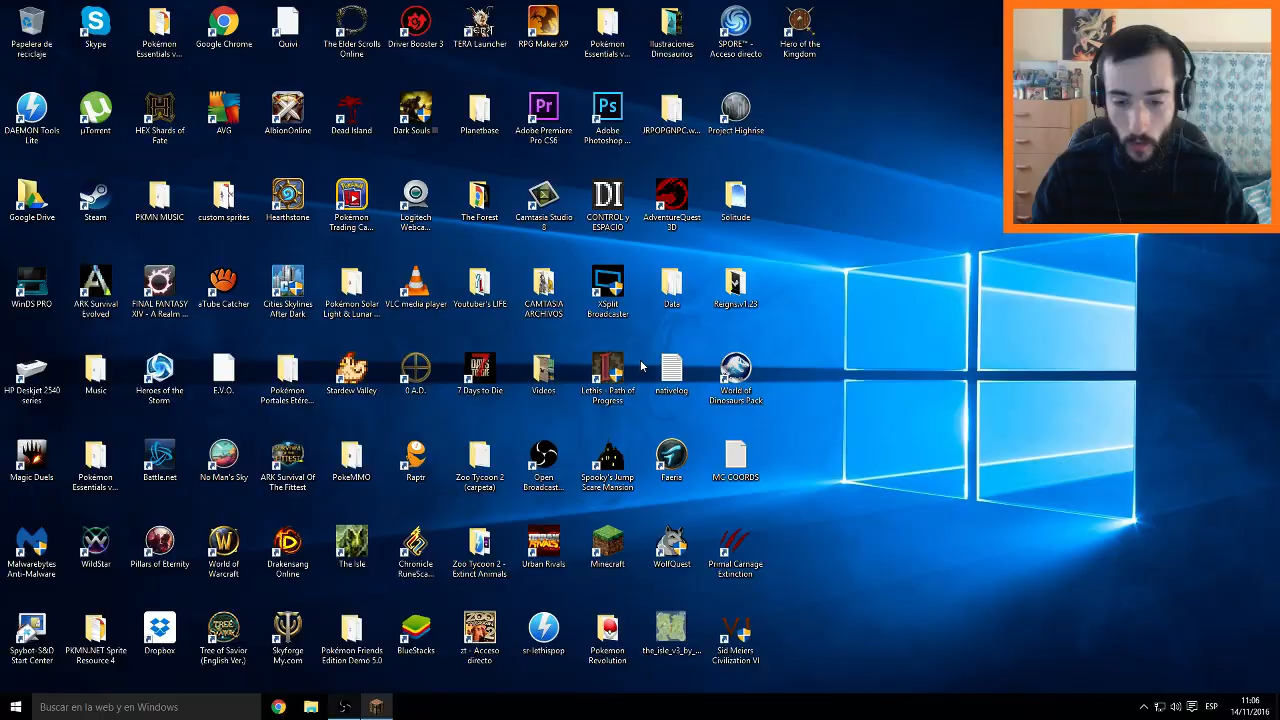 Papelera de
reciclaje
Skype
Pokémon
Essentials v...
Google Chrome
Quivi
The Elder Scrolls
Online
Driver Booster 3
TERA Launcher
RPG Maker XP
Pokémon
Essentials v...
Ilustraciones
Dinosaurios
SPORE™ -
Acceso directo
Hero of the
Kingdom
DAEMON Tools
Lite
µTorrent
HEX Shards of
Fate
AVG
AlbionOnline
Dead Island
Dark Souls III
Planetbase
Adobe Premiere
Pro CS6
Adobe
Photoshop ...
JRPOPGNPC.w...
Project Highrise
Google Drive
Steam
PKMN MUSIC
custom sprites
Hearthstone
Pokémon
Trading Ca...
Logitech
Webca...
The Forest
Camtasia Studio
8
CONTROL y
ESPACIO
AdventureQuest
3D
Solitude
WinDS PRO
ARK Survival
Evolved
FINAL FANTASY
XIV - A Realm ...
aTube Catcher
Cities Skylines
After Dark
Pokémon Solar
Light & Lunar ...
VLC media player
Youtuber's LIFE
CAMTASIA
ARCHIVOS
XSplit
Broadcaster
Data
Reigns.v1.23
HP Deskjet 2540
series
Music
Heroes of the
Storm
E.V.O.
Pokémon
Portales Etére...
Stardew Valley
0 A.D.
7 Days to Die
Videos
Lethis - Path of
Progress
nativelog
World of
Dinosaurs Pack
Magic Duels
Pokémon
Essentials v...
Battle.net
No Man's Sky
ARK Survival Of
The Fittest
PokeMMO
Raptr
Zoo Tycoon 2
(carpeta)
Open
Broadcast...
Spooky's Jump
Scare Mansion
Faeria
MC COORDS
Malwarebytes
Anti-Malware
WildStar
Pillars of Eternity
World of
Warcraft
Drakensang
Online
The Isle
Chronicle
RuneSca...
Zoo Tycoon 2 -
Extinct Animals
Urban Rivals
Minecraft
WolfQuest
Primal Carnage
Extinction
Spybot-S&D
Start Center
PKMN.NET Sprite
Resource 4
Dropbox
Tree of Savior
(English Ver.)
Skyforge
My.com
Pokémon Friends
Edition Demo 5.0
BlueStacks
zt - Acceso
directo
sr-lethispop
Pokemon
Revolution
the_isle_v3_by_...
Sid Meiers
Civilization VI
Buscar en la web y en Windows
ESP
11:06
14/11/2016